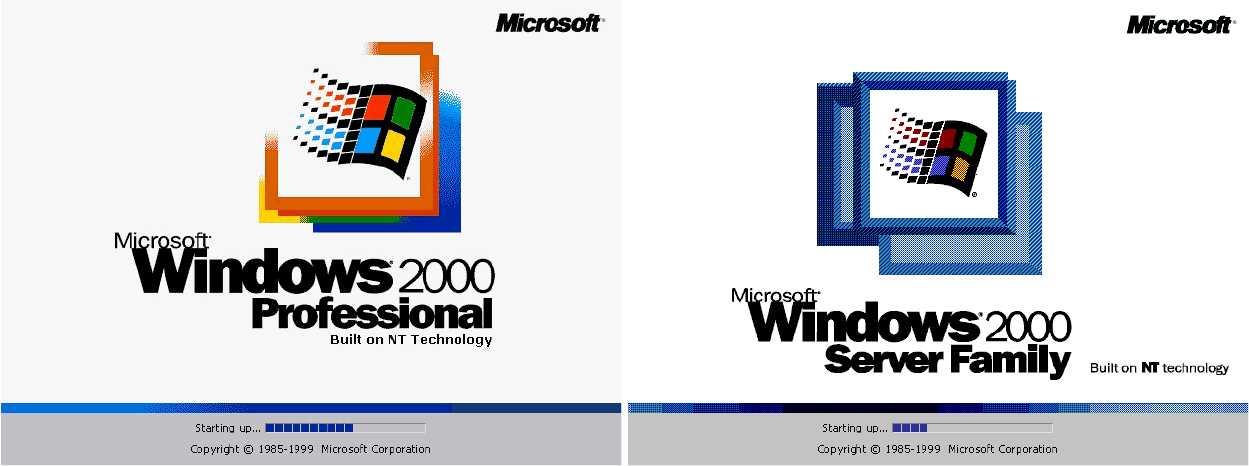 Microsoft®
Microsoft®
Windows® 2000
Professional
Built on NT Technology
Starting up...
Copyright © 1985-1999 Microsoft Corporation
Microsoft®
Microsoft®
Windows® 2000
Server Family
Built on NT technology
Starting up...
Copyright © 1985-1999 Microsoft Corporation